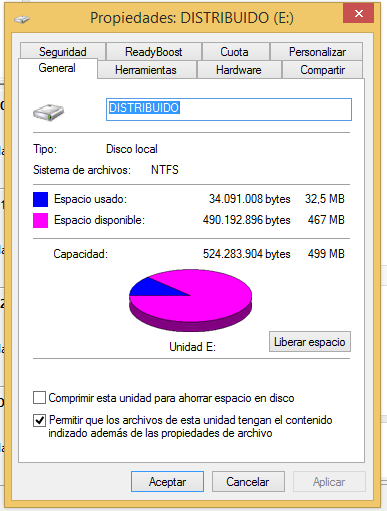 Propiedades: DISTRIBUIDO (E:)
Seguridad ReadyBoost Cuota Personalizar
General Herramientas Hardware Compartir
DISTRIBUIDO
Tipo: Disco local
Sistema de archivos: NTFS
Espacio usado: 34.091.008 bytes 32,5 MB
Espacio disponible: 490.192.896 bytes 467 MB
Capacidad: 524.283.904 bytes 499 MB
Unidad E: Liberar espacio
Comprimir esta unidad para ahorrar espacio en disco
Permitir que los archivos de esta unidad tengan el contenido
indizado además de las propiedades de archivo
Aceptar Cancelar Aplicar